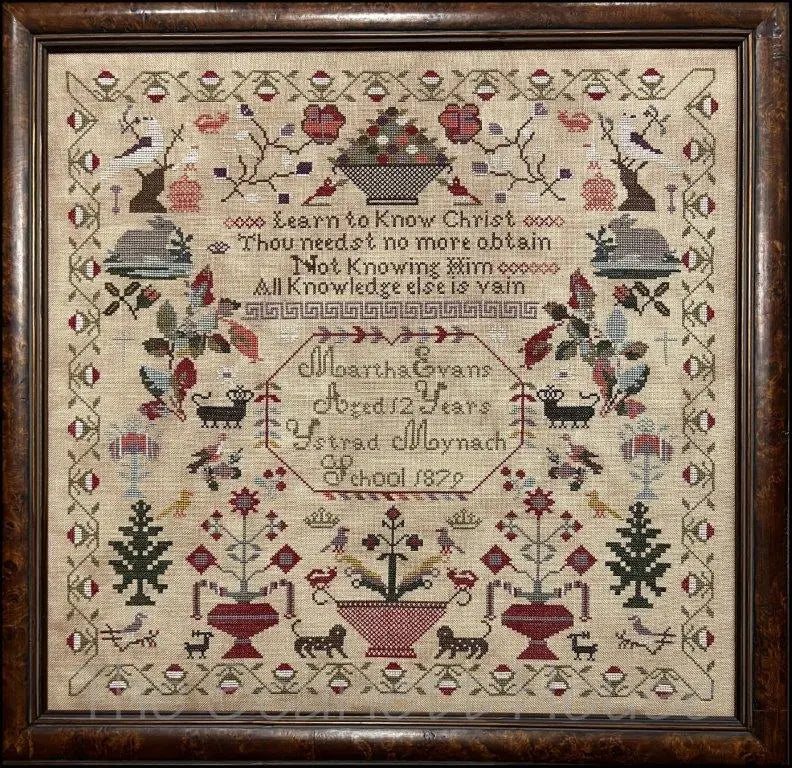 Learn to Know Christ
Thou needst no more obtain
Not Knowing Him
All Knowledge else is vain
Martha Evans
Aged 12 Years
Ystrad Mynach
School 1879